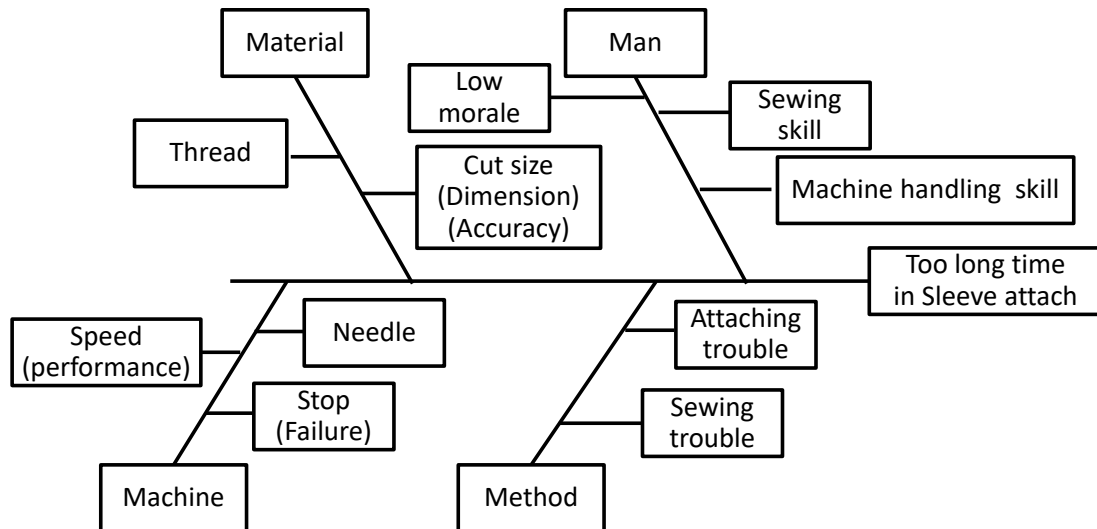 Material
Man
Low
morale
Sewing
skill
Thread
Cut size
(Dimension)
(Accuracy)
Machine handling  skill
Too long time
in Sleeve attach
Speed
(performance)
Needle
Attaching
trouble
Stop
(Failure)
Sewing
trouble
Machine
Method